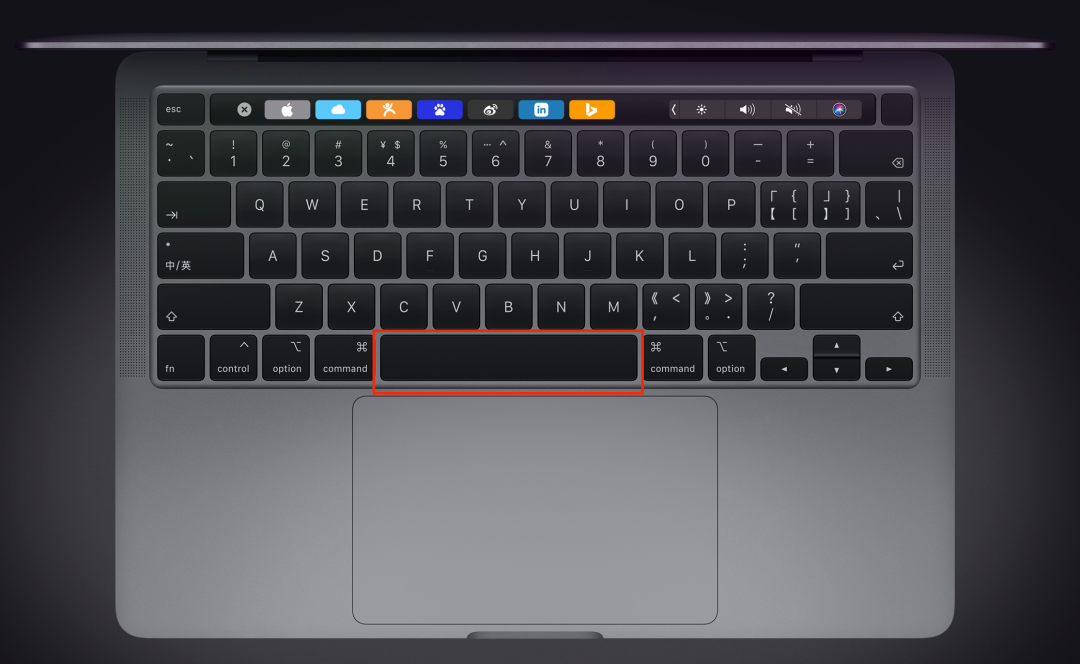 esc
in
~ · `
! 1
@ 2
# 3
¥ $ 4
% 5
… ^ 6
& 7
* 8
( 9
) 0
— -
+ =
Q W E R T Y U I O P
「 { 【 [
」 } 】 ]
| 、 \
中/英
A S D F G H J K L
: ;
" '
Z X C V B N M
《 < ,
》 > 。 .
? /
fn
control
option
⌘ command
⌘ command
option